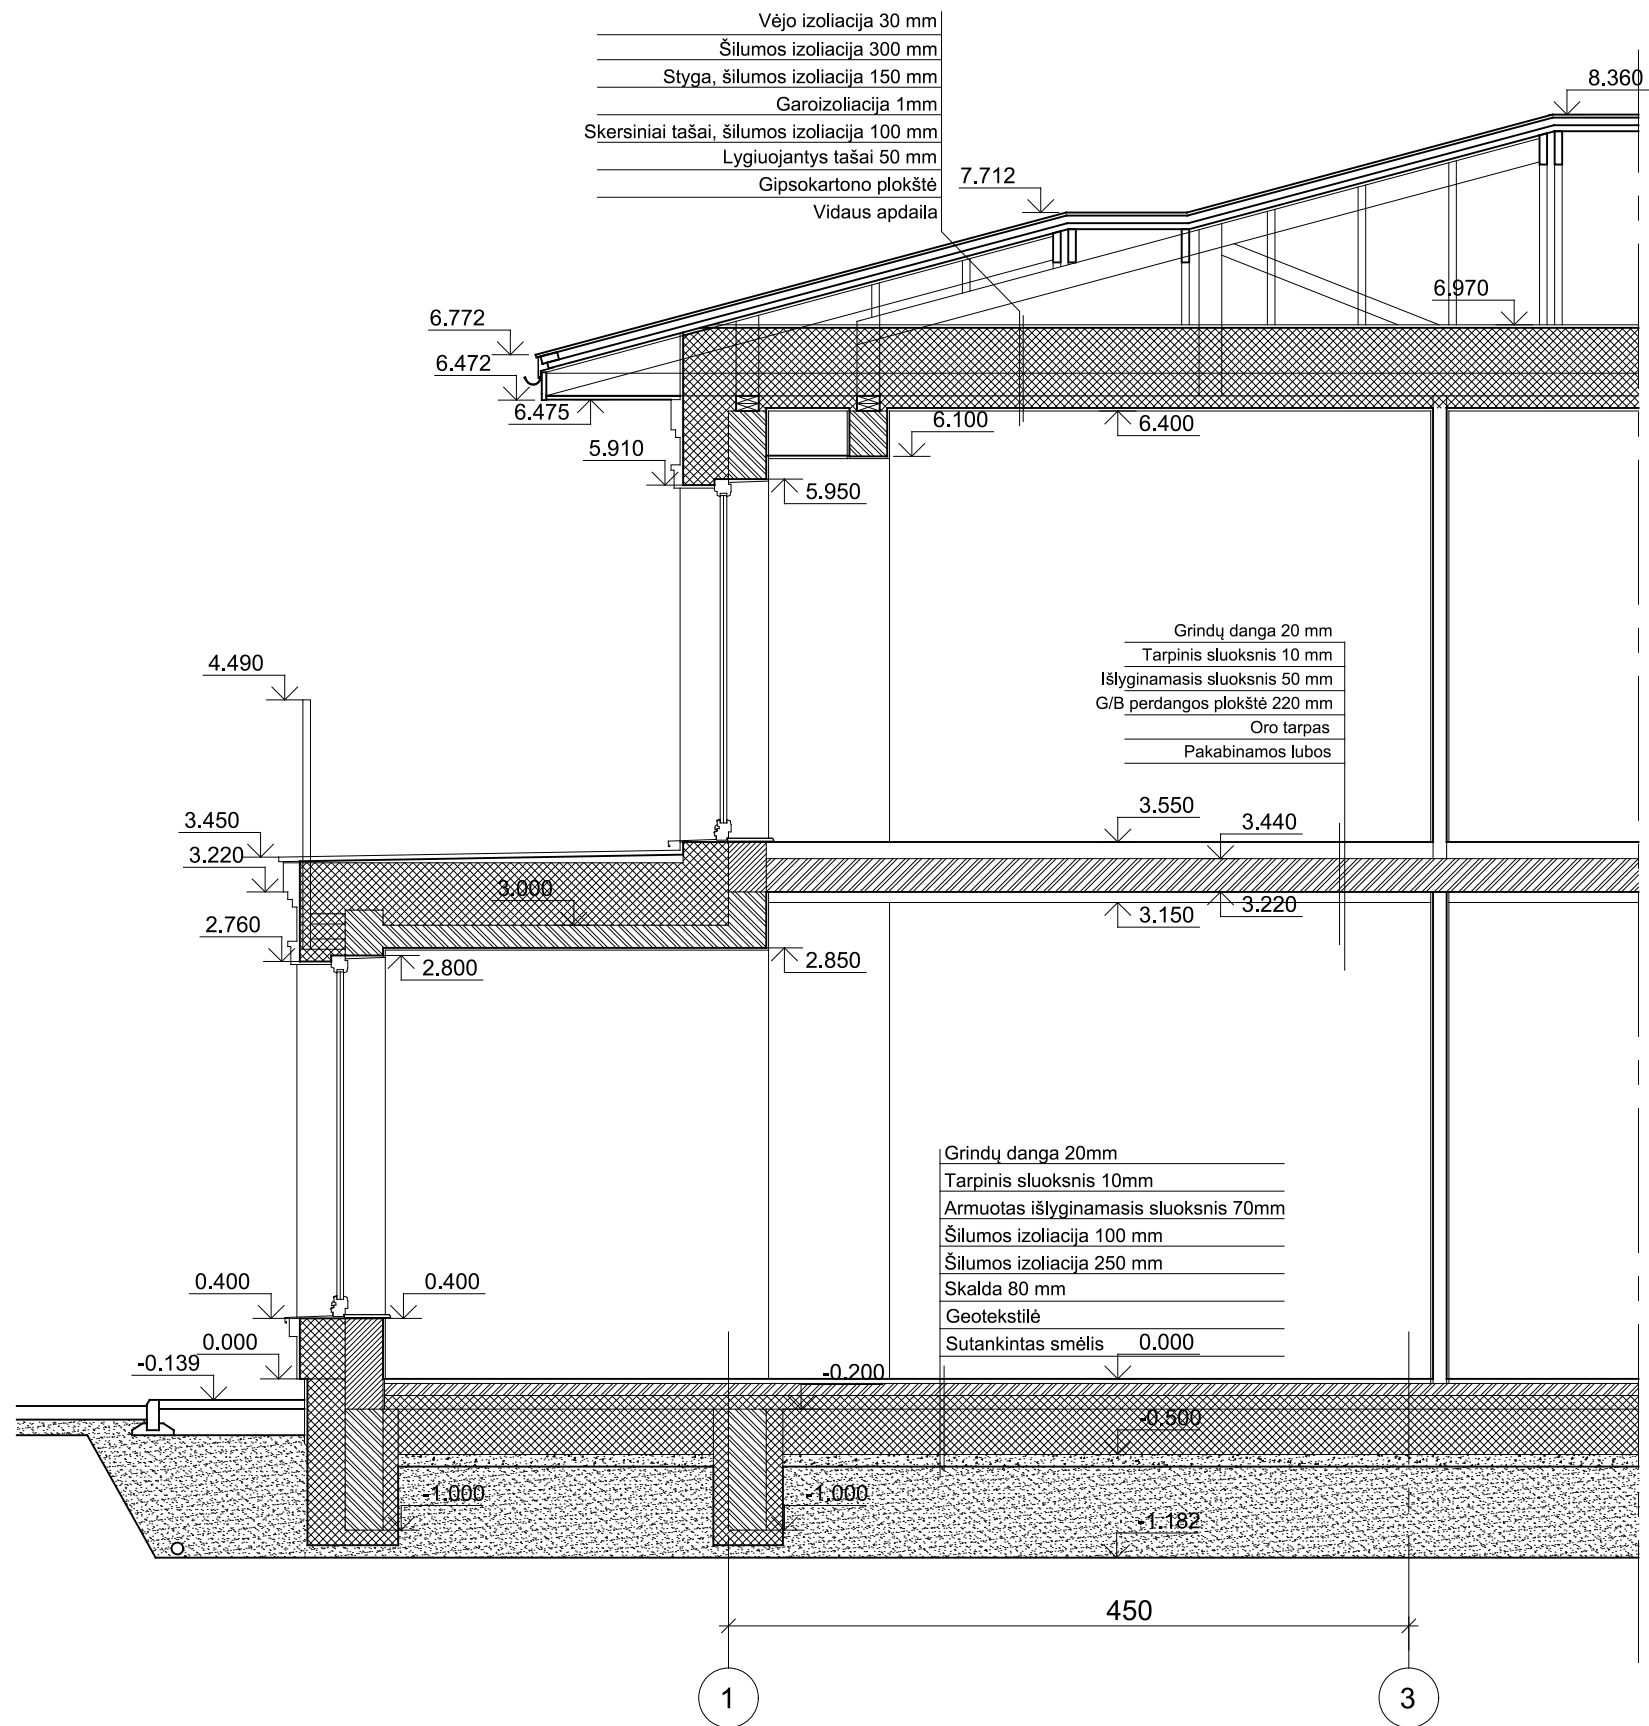 Vėjo izoliacija 30 mm
Šilumos izoliacija 300 mm
Styga, šilumos izoliacija 150 mm
Garoizoliacija 1mm
Skersiniai tašai, šilumos izoliacija 100 mm
Lygiuojantys tašai 50 mm
Gipsokartono plokštė
Vidaus apdaila
8.360
7.712
6.970
6.772
6.472
6.475
6.100
6.400
5.910
5.950
Grindų danga 20 mm
Tarpinis sluoksnis 10 mm
Išlyginamasis sluoksnis 50 mm
G/B perdangos plokštė 220 mm
Oro tarpas
Pakabinamos lubos
4.490
3.550
3.440
3.450
3.220
3.000
3.150
3.220
2.760
2.800
2.850
Grindų danga 20mm
Tarpinis sluoksnis 10mm
Armuotas išlyginamasis sluoksnis 70mm
Šilumos izoliacija 100 mm
Šilumos izoliacija 250 mm
Skalda 80 mm
Geotekstilė
Sutankintas smėlis
0.400
0.400
0.000
0.000
-0.139
-0.200
-0.500
-1.000
-1.000
-1.182
450
1
3